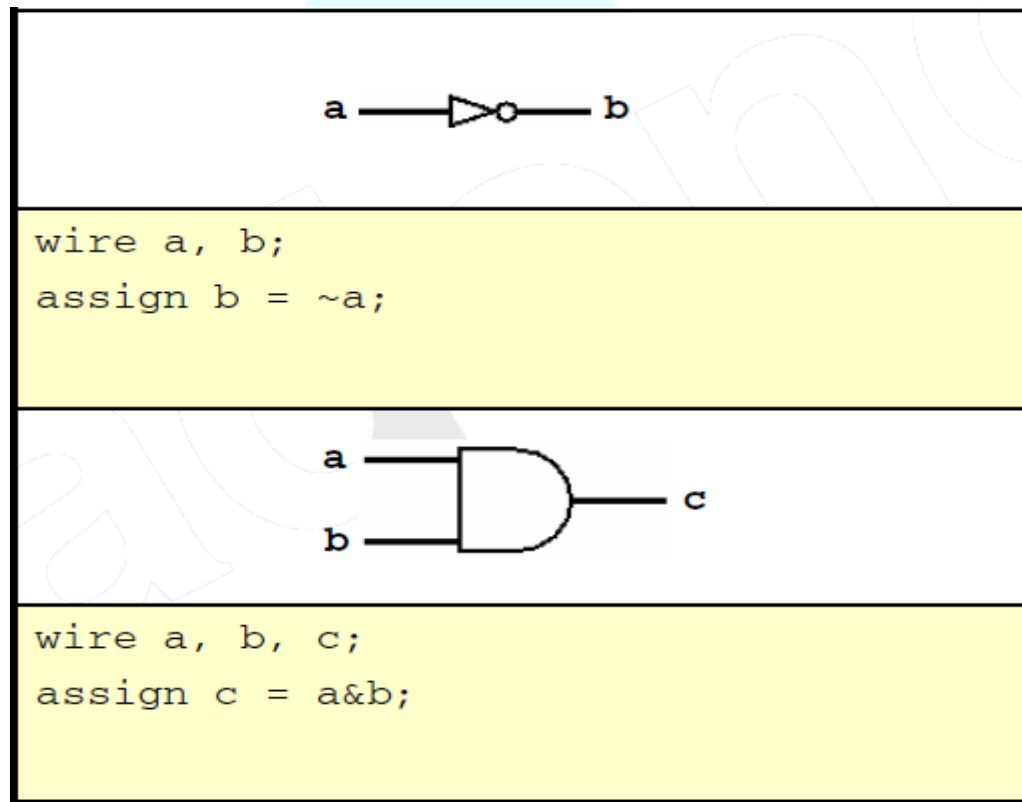 a b
wire a, b;
assign b = ~a;
a
c
b
wire a, b, c;
assign c = a&b;